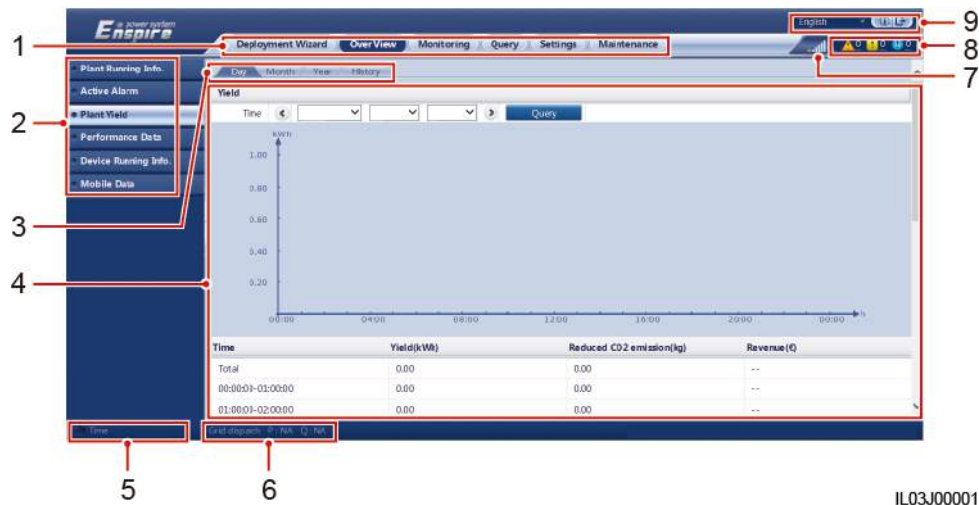 Enspire
e power system
English
9
1
Deployment Wizard Over View Monitoring Query Settings Maintenance
0 0 0
8
7
2
Plant Running Info.
Active Alarm
Plant Yield
Performance Data
Device Running Info.
Mobile Data
3
Day Month Year History
4
Yield
Time Query
kWh
1.00
0.80
0.60
0.40
0.20
00:00 04:00 08:00 12:00 16:00 20:00 00:00 h
Time Yield(kWh) Reduced CO2 emission(kg) Revenue(€)
Total 0.00 0.00 --
00:00:00-01:00:00 0.00 0.00 --
01:00:00-02:00:00 0.00 0.00 --
Time
Grid dispach P : NA Q : NA
5
6
IL03J00001